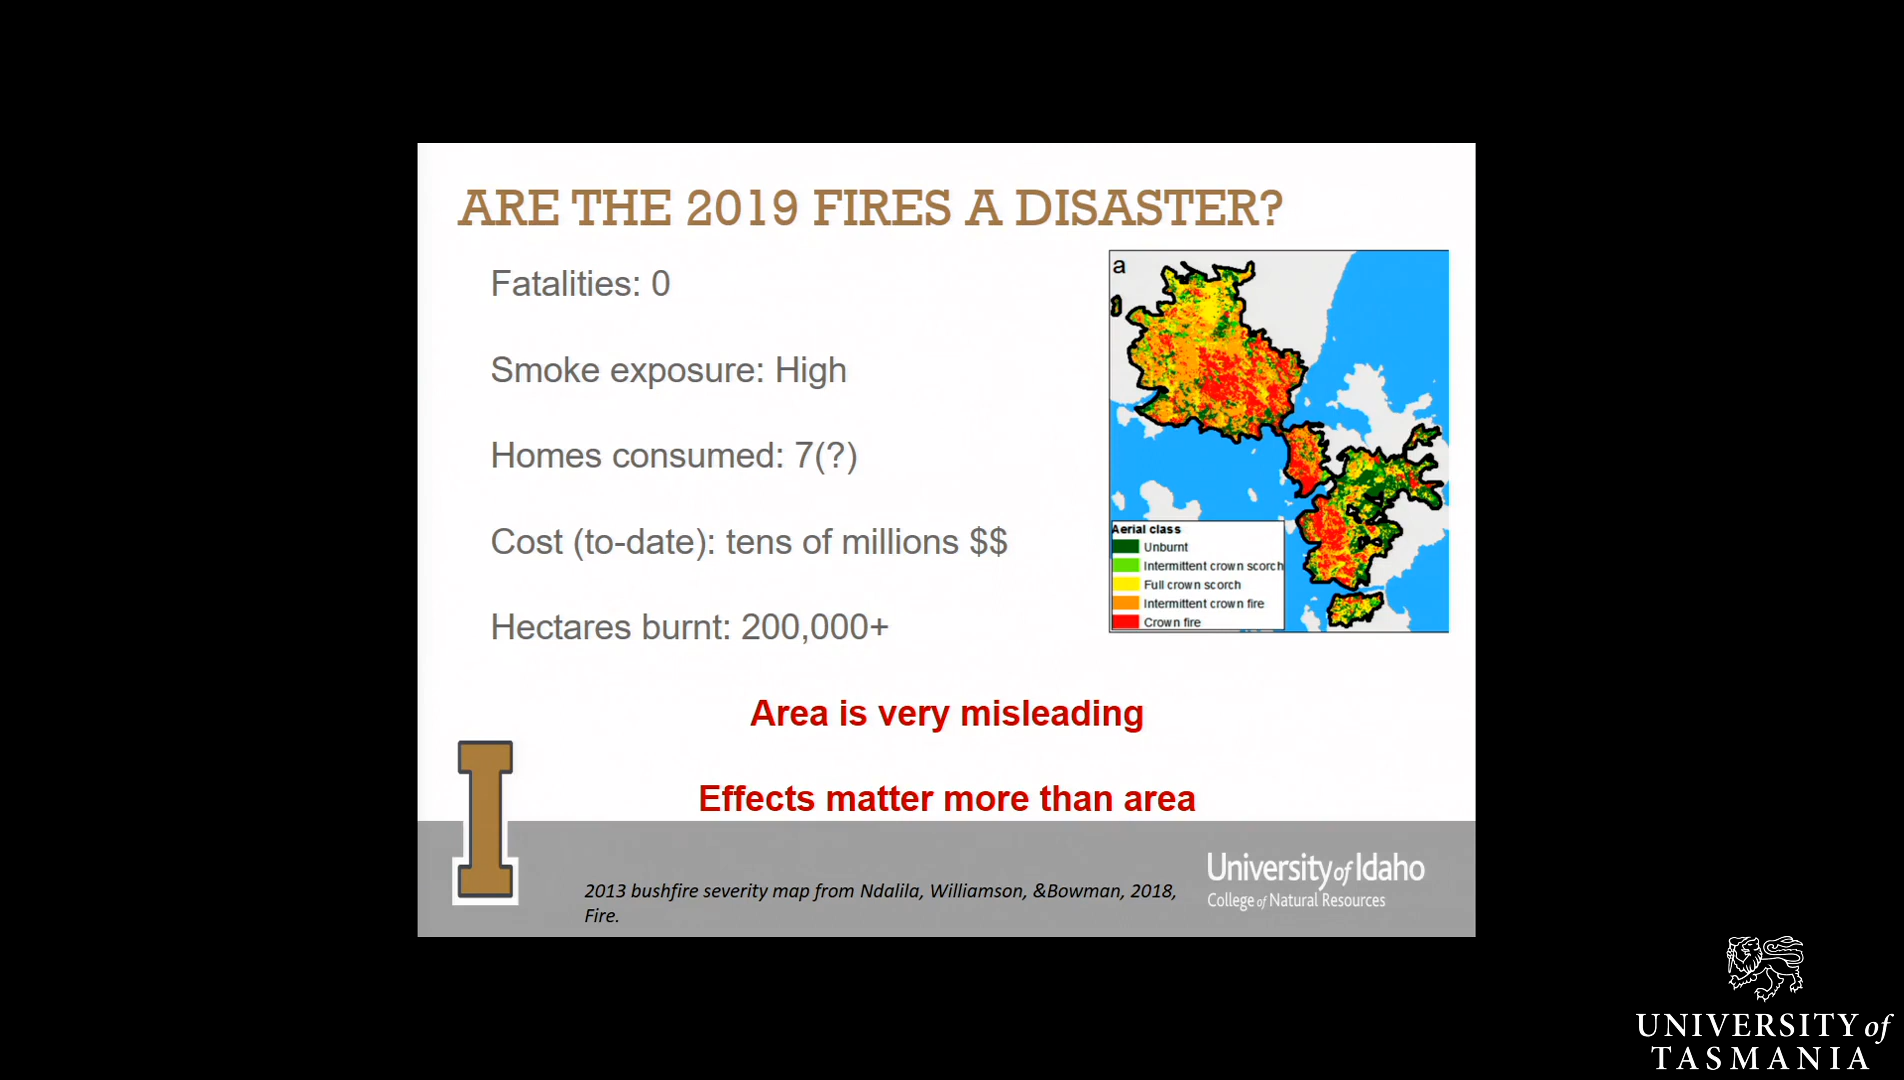 ARE THE 2019 FIRES A DISASTER?
Fatalities: 0
Smoke exposure: High
Homes consumed: 7(?)
Cost (to-date): tens of millions $$
Hectares burnt: 200,000+
a
Aerial class
Unburnt
Intermittent crown scorch
Full crown scorch
Intermittent crown fire
Crown fire
Area is very misleading
Effects matter more than area
I
2013 bushfire severity map from Ndalila, Williamson, &Bowman, 2018,
Fire.
University of Idaho
College of Natural Resources
UNIVERSITY of
TASMANIA